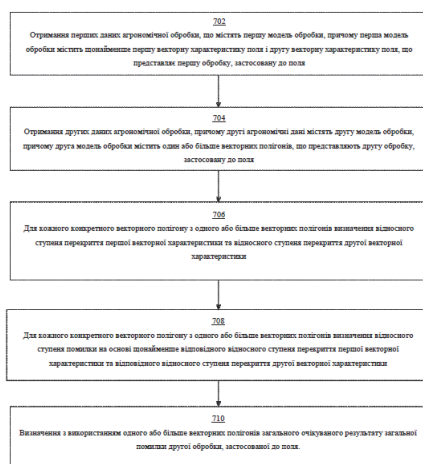 702
Отримання перших даних агрономічної обробки, що містять першу модель обробки, причому перша модель
обробки містить щонайменше першу векторну характеристику поля і другу векторну характеристику поля, що
представляє першу обробку, застосовану до поля
704
Отримання других даних агрономічної обробки, причому другі агрономічні дані містять другу модель обробки,
причому друга модель обробки містить один або більше векторних полігонів, що представляють другу обробку,
застосовану до поля
706
Для кожного конкретного векторного полігону з одного або більше векторних полігонів визначення відносного
ступеня перекриття першої векторної характеристики та відносного ступеня перекриття другої векторної
характеристики
708
Для кожного конкретного векторного полігону з одного або більше векторних полігонів визначення відносного
ступеня помилки на основі щонайменше відповідного відносного ступеня перекриття першої векторної
характеристики та відповідного відносного ступеня перекриття другої векторної характеристики
710
Визначення з використанням одного або більше векторних полігонів загального очікуваного результату загальної
помилки другої обробки, застосованої до поля.